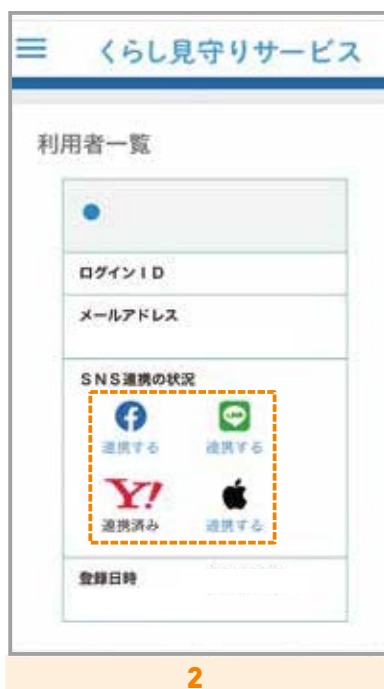 くらし見守りサービス
利用者一覧
ログインID
メールアドレス
SNS連携の状況
連携する 連携する
Y!
連携済み 連携する
登録日時
2